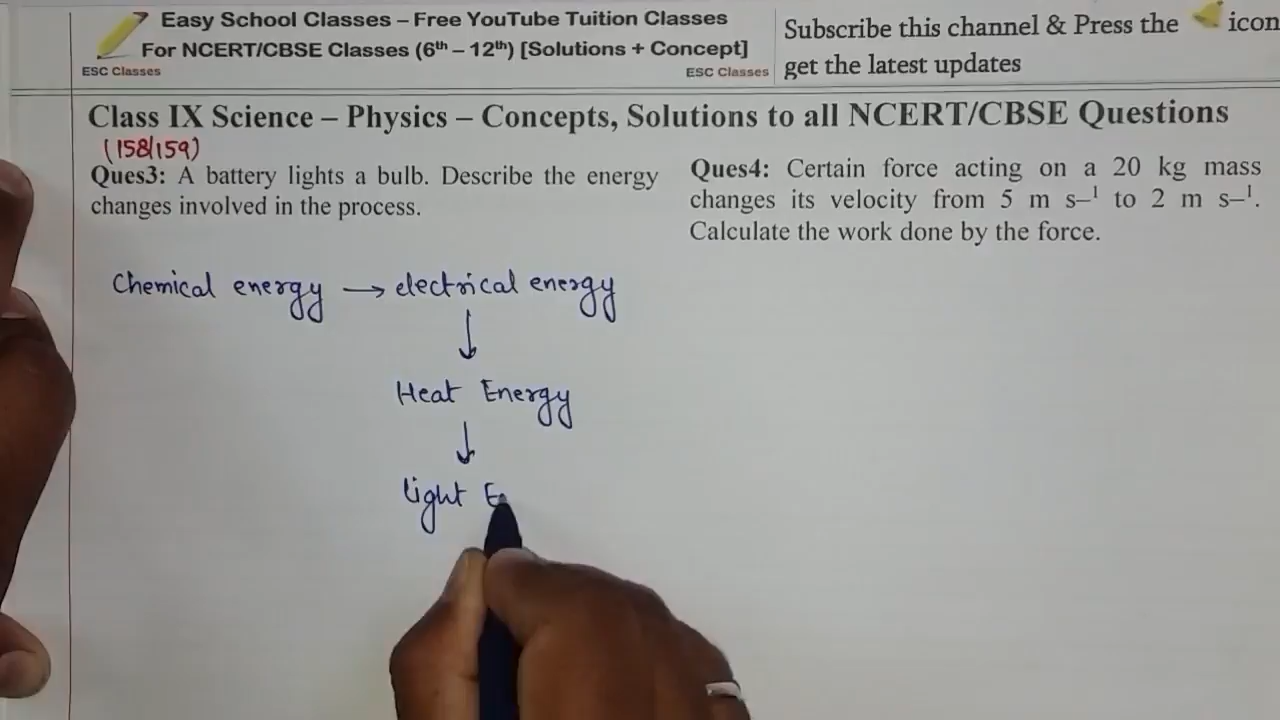 Easy School Classes – Free YouTube Tuition Classes
For NCERT/CBSE Classes (6th – 12th) [Solutions + Concept]
ESC Classes
ESC Classes
Subscribe this channel & Press the icon
get the latest updates
Class IX Science – Physics – Concepts, Solutions to all NCERT/CBSE Questions
(158/159)
Ques3: A battery lights a bulb. Describe the energy
changes involved in the process.
Chemical energy → electrical energy
↓
Heat Energy
↓
light E
Ques4: Certain force acting on a 20 kg mass
changes its velocity from 5 m s–¹ to 2 m s–¹.
Calculate the work done by the force.